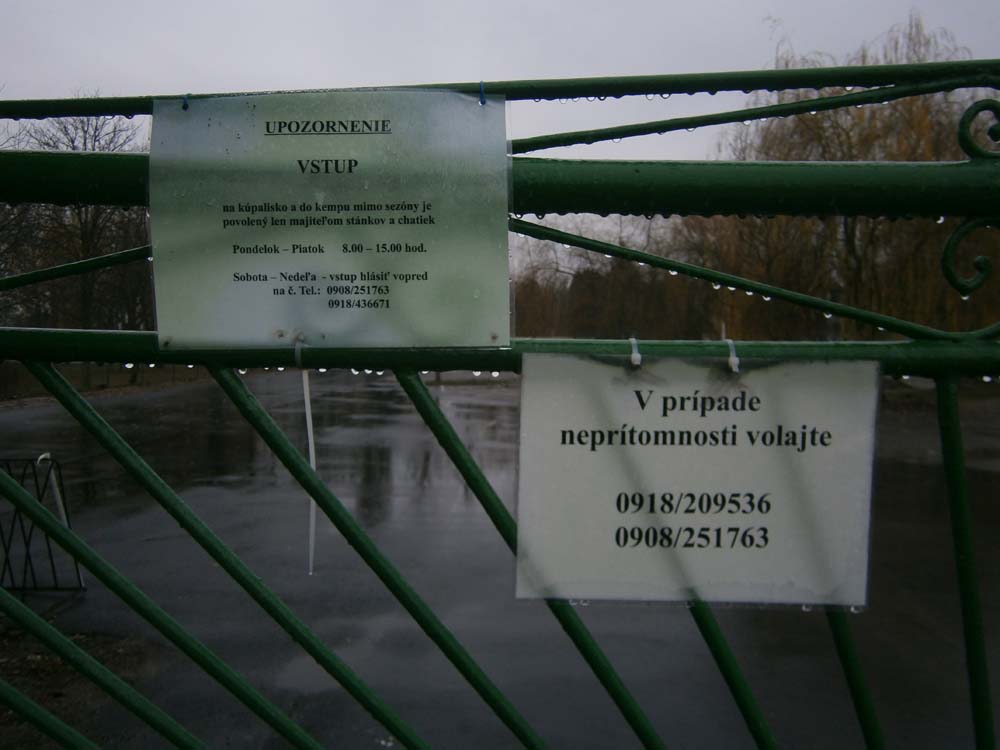 UPOZORNENIE
VSTUP
na kúpalisko a do kempu mimo sezóny je
povolený len majiteľom stánkov a chatiek
Pondelok – Piatok 8.00 – 15.00 hod.
Sobota – Nedeľa - vstup hlásiť vopred
na č. Tel.: 0908/251763
0918/436671
V prípade
neprítomnosti volajte
0918/209536
0908/251763